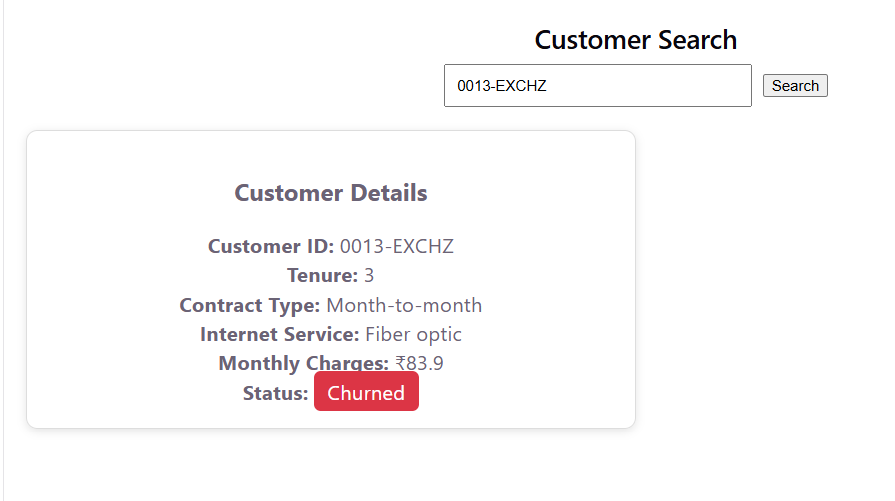 Customer Search
0013-EXCHZ
Search
Customer Details
Customer ID: 0013-EXCHZ
Tenure: 3
Contract Type: Month-to-month
Internet Service: Fiber optic
Monthly Charges: ₹83.9
Status: Churned